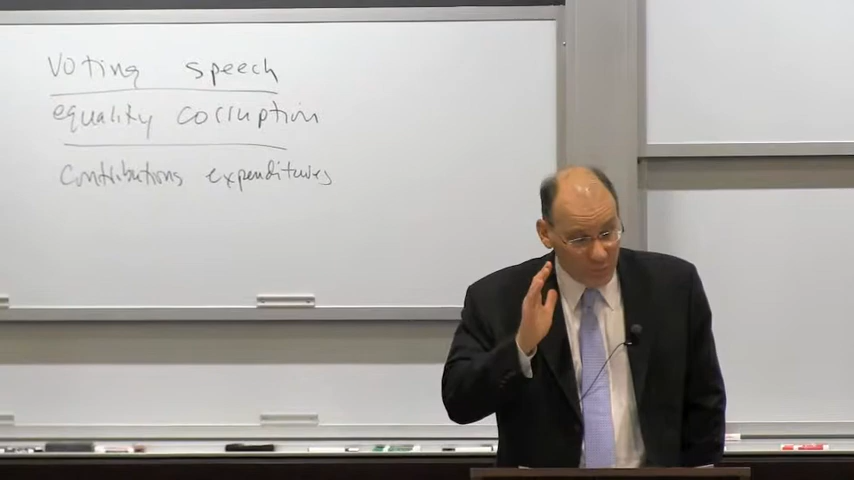 Voting speech
equality corruption
Contributions expenditures